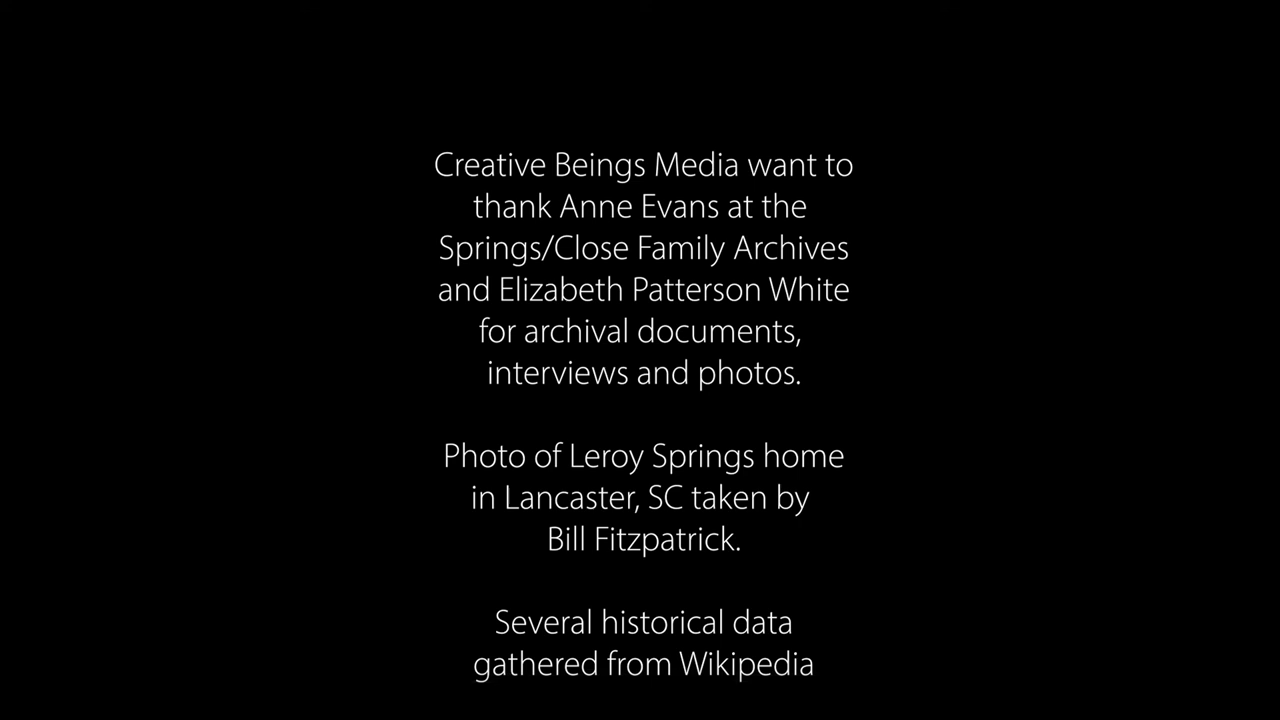 Creative Beings Media want to
thank Anne Evans at the
Springs/Close Family Archives
and Elizabeth Patterson White
for archival documents,
interviews and photos.
Photo of Leroy Springs home
in Lancaster, SC taken by
Bill Fitzpatrick.
Several historical data
gathered from Wikipedia